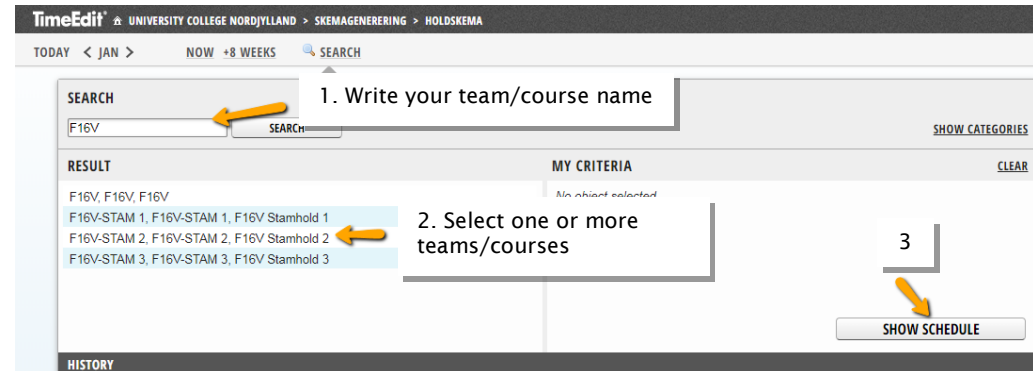 TimeEdit UNIVERSITY COLLEGE NORDJYLLAND > SKEMAGENERERING > HOLDSKEMA
TODAY < JAN > NOW +8 WEEKS SEARCH
1. Write your team/course name
SEARCH
F16V SEARCH
SHOW CATEGORIES
RESULT
MY CRITERIA CLEAR
F16V, F16V, F16V
No object selected
F16V-STAM 1, F16V-STAM 1, F16V Stamhold 1
F16V-STAM 2, F16V-STAM 2, F16V Stamhold 2
F16V-STAM 3, F16V-STAM 3, F16V Stamhold 3
2. Select one or more
teams/courses
3
SHOW SCHEDULE
HISTORY